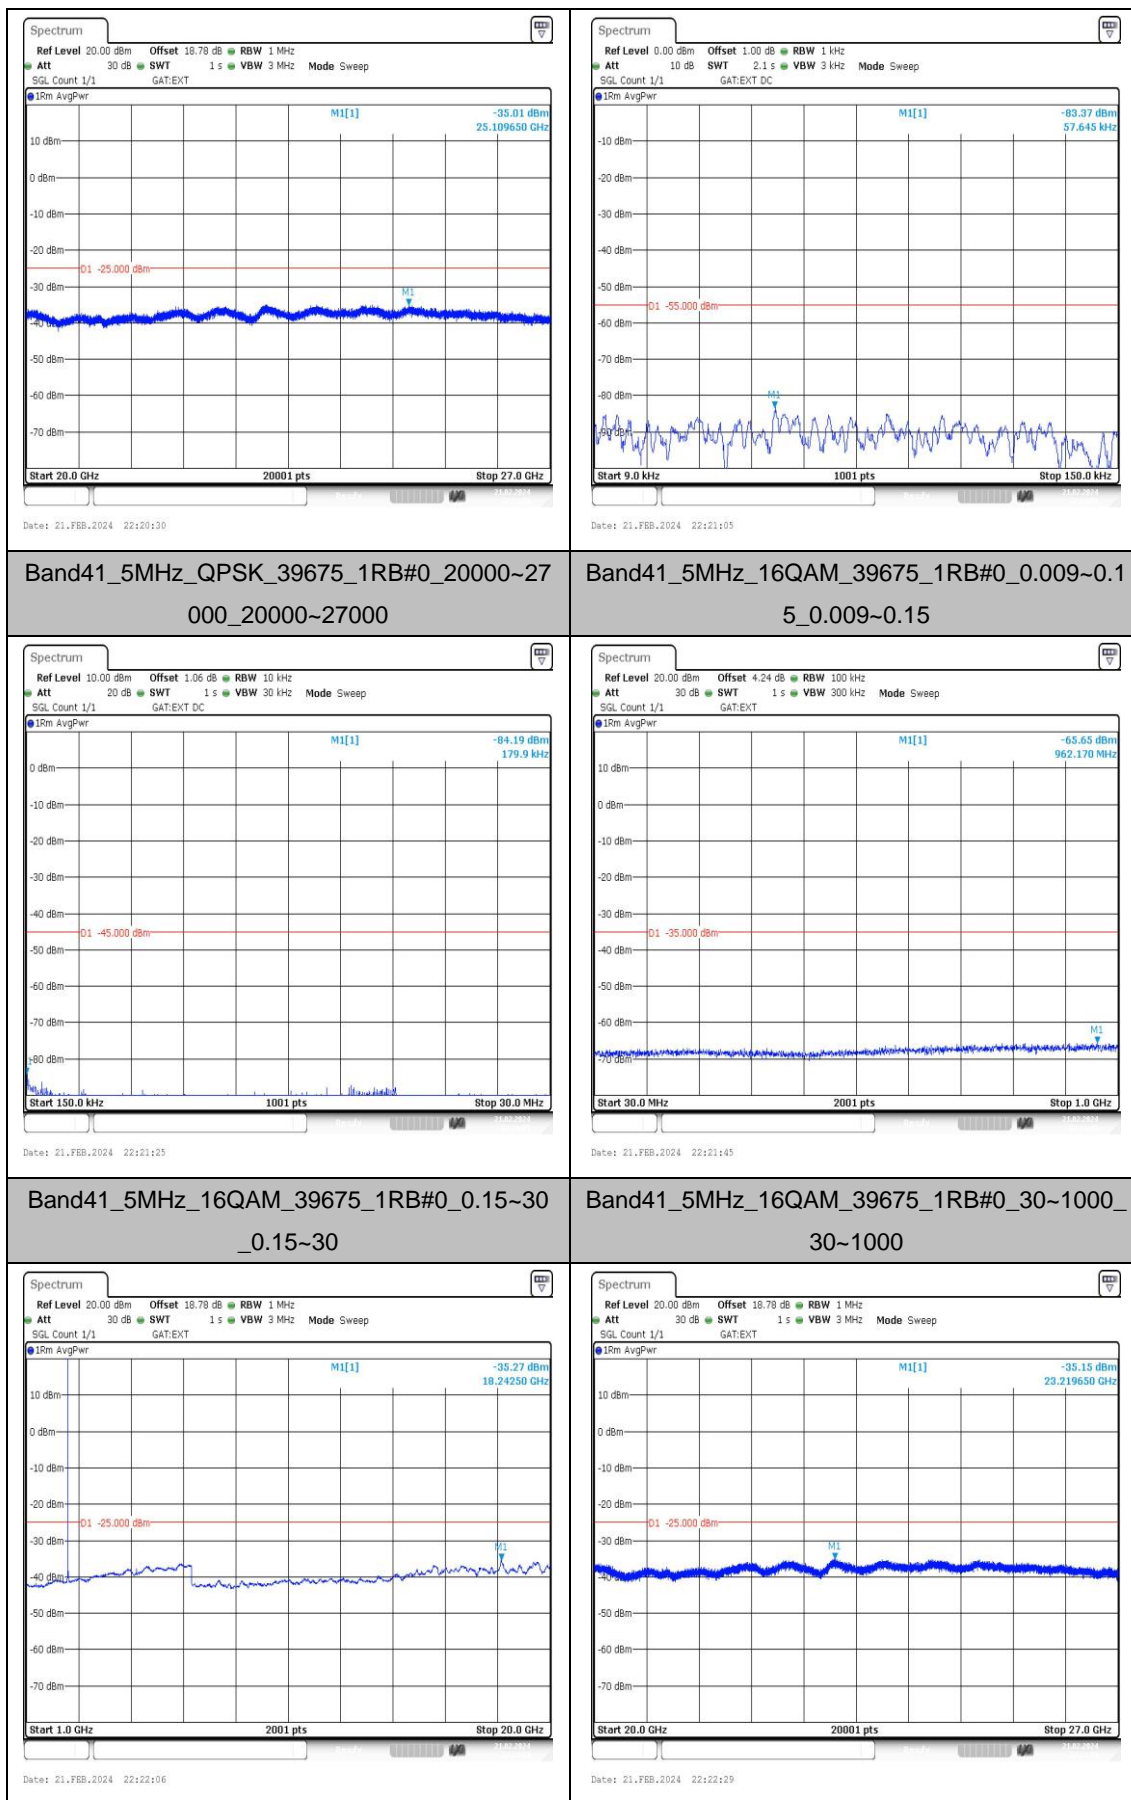 Spectrum
Ref Level 20.00 dBm Offset 18.78 dB RBW 1 MHz
Att 30 dB SWT 1 s VBW 3 MHz Mode Sweep
SGL Count 1/1 GAT:EXT
1Rm AvgPwr
M1[1] -35.01 dBm
25.109650 GHz
10 dBm
0 dBm
-10 dBm
-20 dBm
D1 -25.000 dBm
-30 dBm
M1
-40 dBm
-50 dBm
-60 dBm
-70 dBm
Start 20.0 GHz 20001 pts Stop 27.0 GHz
Date: 21.FEB.2024 22:20:30
Spectrum
Ref Level 0.00 dBm Offset 1.00 dB RBW 1 kHz
Att 10 dB SWT 2.1 s VBW 3 kHz Mode Sweep
SGL Count 1/1 GAT:EXT DC
1Rm AvgPwr
M1[1] -83.37 dBm
57.645 kHz
-10 dBm
-20 dBm
-30 dBm
-40 dBm
-50 dBm
D1 -55.000 dBm
-60 dBm
-70 dBm
-80 dBm
M1
-90 dBm
Start 9.0 kHz 1001 pts Stop 150.0 kHz
Date: 21.FEB.2024 22:21:05
Band41_5MHz_QPSK_39675_1RB#0_20000~27
000_20000~27000
Band41_5MHz_16QAM_39675_1RB#0_0.009~0.1
5_0.009~0.15
Spectrum
Ref Level 10.00 dBm Offset 1.06 dB RBW 10 kHz
Att 20 dB SWT 1 s VBW 30 kHz Mode Sweep
SGL Count 1/1 GAT:EXT DC
1Rm AvgPwr
M1[1] -84.19 dBm
179.9 kHz
0 dBm
-10 dBm
-20 dBm
-30 dBm
-40 dBm
D1 -45.000 dBm
-50 dBm
-60 dBm
-70 dBm
-80 dBm
Start 150.0 kHz 1001 pts Stop 30.0 MHz
Date: 21.FEB.2024 22:21:25
Spectrum
Ref Level 20.00 dBm Offset 4.24 dB RBW 100 kHz
Att 30 dB SWT 1 s VBW 300 kHz Mode Sweep
SGL Count 1/1 GAT:EXT
1Rm AvgPwr
M1[1] -65.65 dBm
962.170 MHz
10 dBm
0 dBm
-10 dBm
-20 dBm
-30 dBm
D1 -35.000 dBm
-40 dBm
-50 dBm
-60 dBm
M1
-70 dBm
Start 30.0 MHz 2001 pts Stop 1.0 GHz
Date: 21.FEB.2024 22:21:45
Band41_5MHz_16QAM_39675_1RB#0_0.15~30
_0.15~30
Band41_5MHz_16QAM_39675_1RB#0_30~1000_
30~1000
Spectrum
Ref Level 20.00 dBm Offset 18.78 dB RBW 1 MHz
Att 30 dB SWT 1 s VBW 3 MHz Mode Sweep
SGL Count 1/1 GAT:EXT
1Rm AvgPwr
M1[1] -35.27 dBm
18.24250 GHz
10 dBm
0 dBm
-10 dBm
-20 dBm
D1 -25.000 dBm
-30 dBm
M1
-40 dBm
-50 dBm
-60 dBm
-70 dBm
Start 1.0 GHz 2001 pts Stop 20.0 GHz
Date: 21.FEB.2024 22:22:06
Spectrum
Ref Level 20.00 dBm Offset 18.78 dB RBW 1 MHz
Att 30 dB SWT 1 s VBW 3 MHz Mode Sweep
SGL Count 1/1 GAT:EXT
1Rm AvgPwr
M1[1] -35.15 dBm
23.219650 GHz
10 dBm
0 dBm
-10 dBm
-20 dBm
D1 -25.000 dBm
-30 dBm
M1
-40 dBm
-50 dBm
-60 dBm
-70 dBm
Start 20.0 GHz 20001 pts Stop 27.0 GHz
Date: 21.FEB.2024 22:22:29